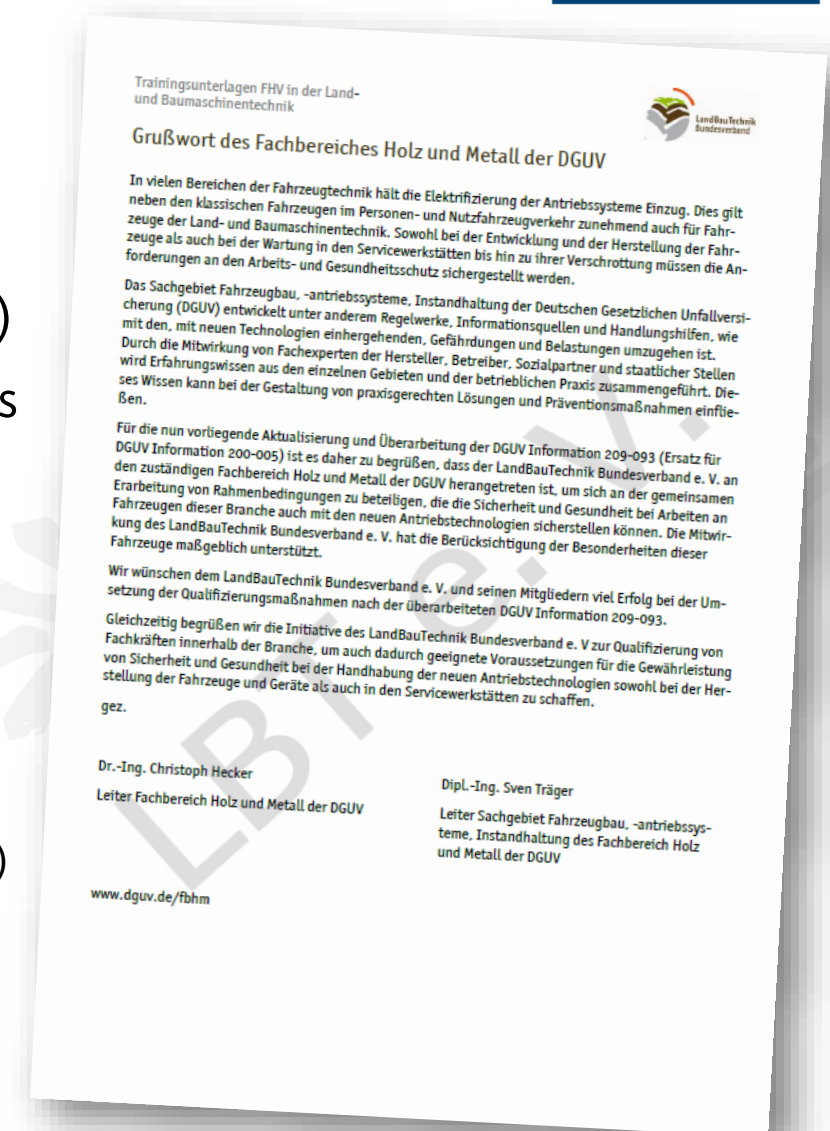 Trainingsunterlagen FHV in der Land-
und Baumaschinentechnik
LandBauTechnik
Bundesverband
Grußwort des Fachbereiches Holz und Metall der DGUV
In vielen Bereichen der Fahrzeugtechnik hält die Elektrifizierung der Antriebssysteme Einzug. Dies gilt
neben den klassischen Fahrzeugen im Personen- und Nutzfahrzeugverkehr zunehmend auch für Fahr-
zeuge der Land- und Baumaschinentechnik. Sowohl bei der Entwicklung und der Herstellung der Fahr-
zeuge als auch bei der Wartung in den Servicewerkstätten bis hin zu ihrer Verschrottung müssen die An-
forderungen an den Arbeits- und Gesundheitsschutz sichergestellt werden.
Das Sachgebiet Fahrzeugbau, -antriebssysteme, Instandhaltung der Deutschen Gesetzlichen Unfallversi-
cherung (DGUV) entwickelt unter anderem Regelwerke, Informationsquellen und Handlungshilfen, wie
mit den, mit neuen Technologien einhergehenden, Gefährdungen und Belastungen umzugehen ist.
Durch die Mitwirkung von Fachexperten der Hersteller, Betreiber, Sozialpartner und staatlicher Stellen
wird Erfahrungswissen aus den einzelnen Gebieten und der betrieblichen Praxis zusammengeführt. Die-
ses Wissen kann bei der Gestaltung von praxisgerechten Lösungen und Präventionsmaßnahmen einflie-
ßen.
Für die nun vorliegende Aktualisierung und Überarbeitung der DGUV Information 209-093 (Ersatz für
DGUV Information 200-005) ist es daher zu begrüßen, dass der LandBauTechnik Bundesverband e. V. an
den zuständigen Fachbereich Holz und Metall der DGUV herangetreten ist, um sich an der gemeinsamen
Erarbeitung von Rahmenbedingungen zu beteiligen, die die Sicherheit und Gesundheit bei Arbeiten an
Fahrzeugen dieser Branche auch mit den neuen Antriebstechnologien sicherstellen können. Die Mitwir-
kung des LandBauTechnik Bundesverband e. V. hat die Berücksichtigung der Besonderheiten dieser
Fahrzeuge maßgeblich unterstützt.
Wir wünschen dem LandBauTechnik Bundesverband e. V. und seinen Mitgliedern viel Erfolg bei der Um-
setzung der Qualifizierungsmaßnahmen nach der überarbeiteten DGUV Information 209-093.
Gleichzeitig begrüßen wir die Initiative des LandBauTechnik Bundesverband e. V zur Qualifizierung von
Fachkräften innerhalb der Branche, um auch dadurch geeignete Voraussetzungen für die Gewährleistung
von Sicherheit und Gesundheit bei der Handhabung der neuen Antriebstechnologien sowohl bei der Her-
stellung der Fahrzeuge und Geräte als auch in den Servicewerkstätten zu schaffen.
gez.
Dr.-Ing. Christoph Hecker
Leiter Fachbereich Holz und Metall der DGUV
Dipl.-Ing. Sven Träger
Leiter Sachgebiet Fahrzeugbau, -antriebssys-
teme, Instandhaltung des Fachbereich Holz
und Metall der DGUV
www.dguv.de/fbhm
LBT e. V.
)
s
)